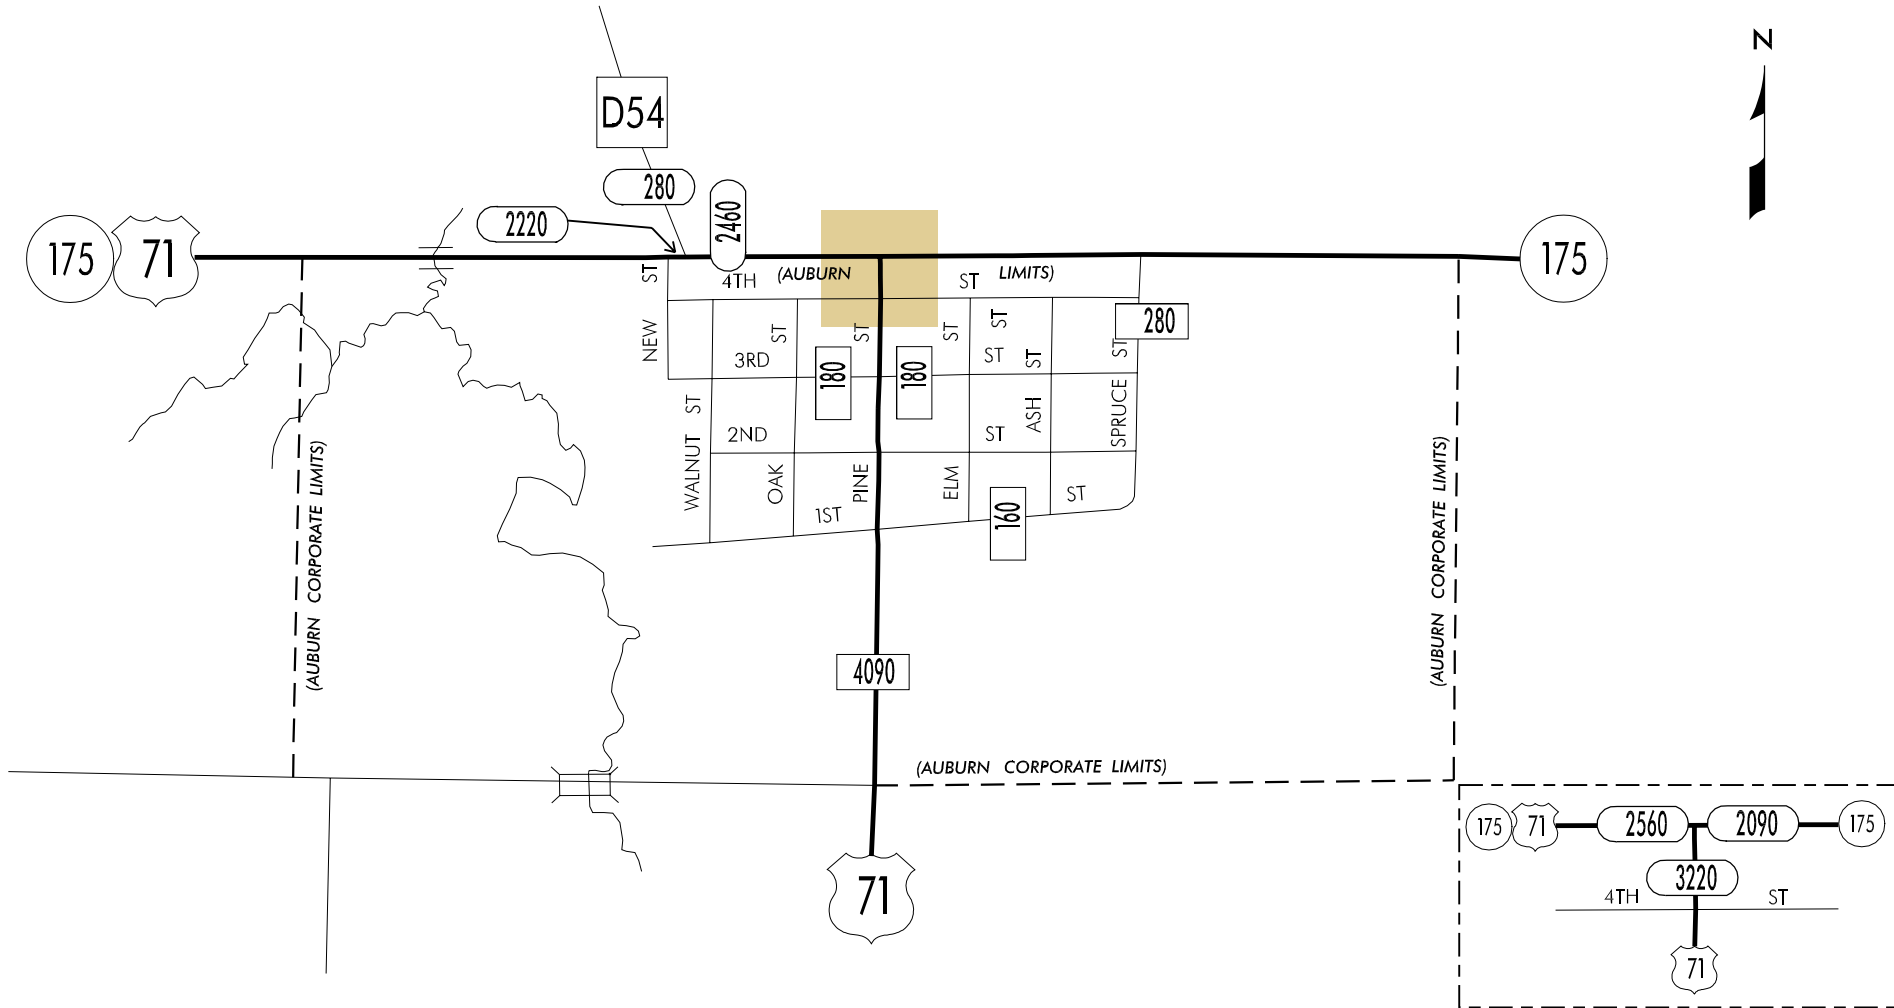 N
D54
280
2220
2460
175
71
175
4TH
(AUBURN
ST
LIMITS)
NEW
ST
280
3RD
ST
ST
ST
ST
ST
ST
ST
180
180
WALNUT ST
2ND
ST
ASH
SPRUCE
OAK
PINE
ELM
1ST
ST
160
(AUBURN CORPORATE LIMITS)
(AUBURN CORPORATE LIMITS)
4090
(AUBURN CORPORATE LIMITS)
71
175
71
2560
2090
175
3220
4TH
ST
71